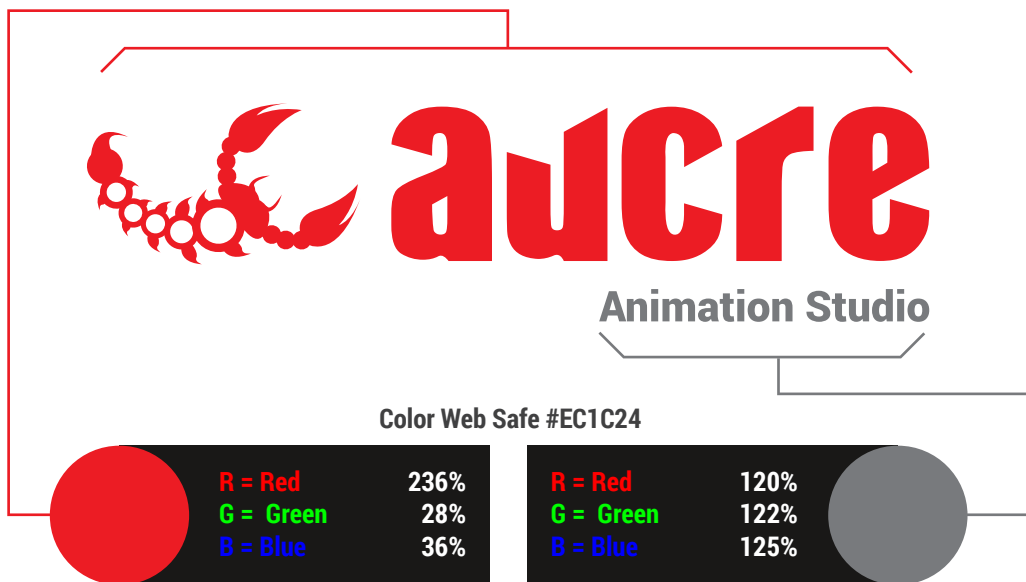 aucre
Animation Studio
Color Web Safe #EC1C24
R = Red 236%
G = Green 28%
B = Blue 36%
R = Red 120%
G = Green 122%
B = Blue 125%